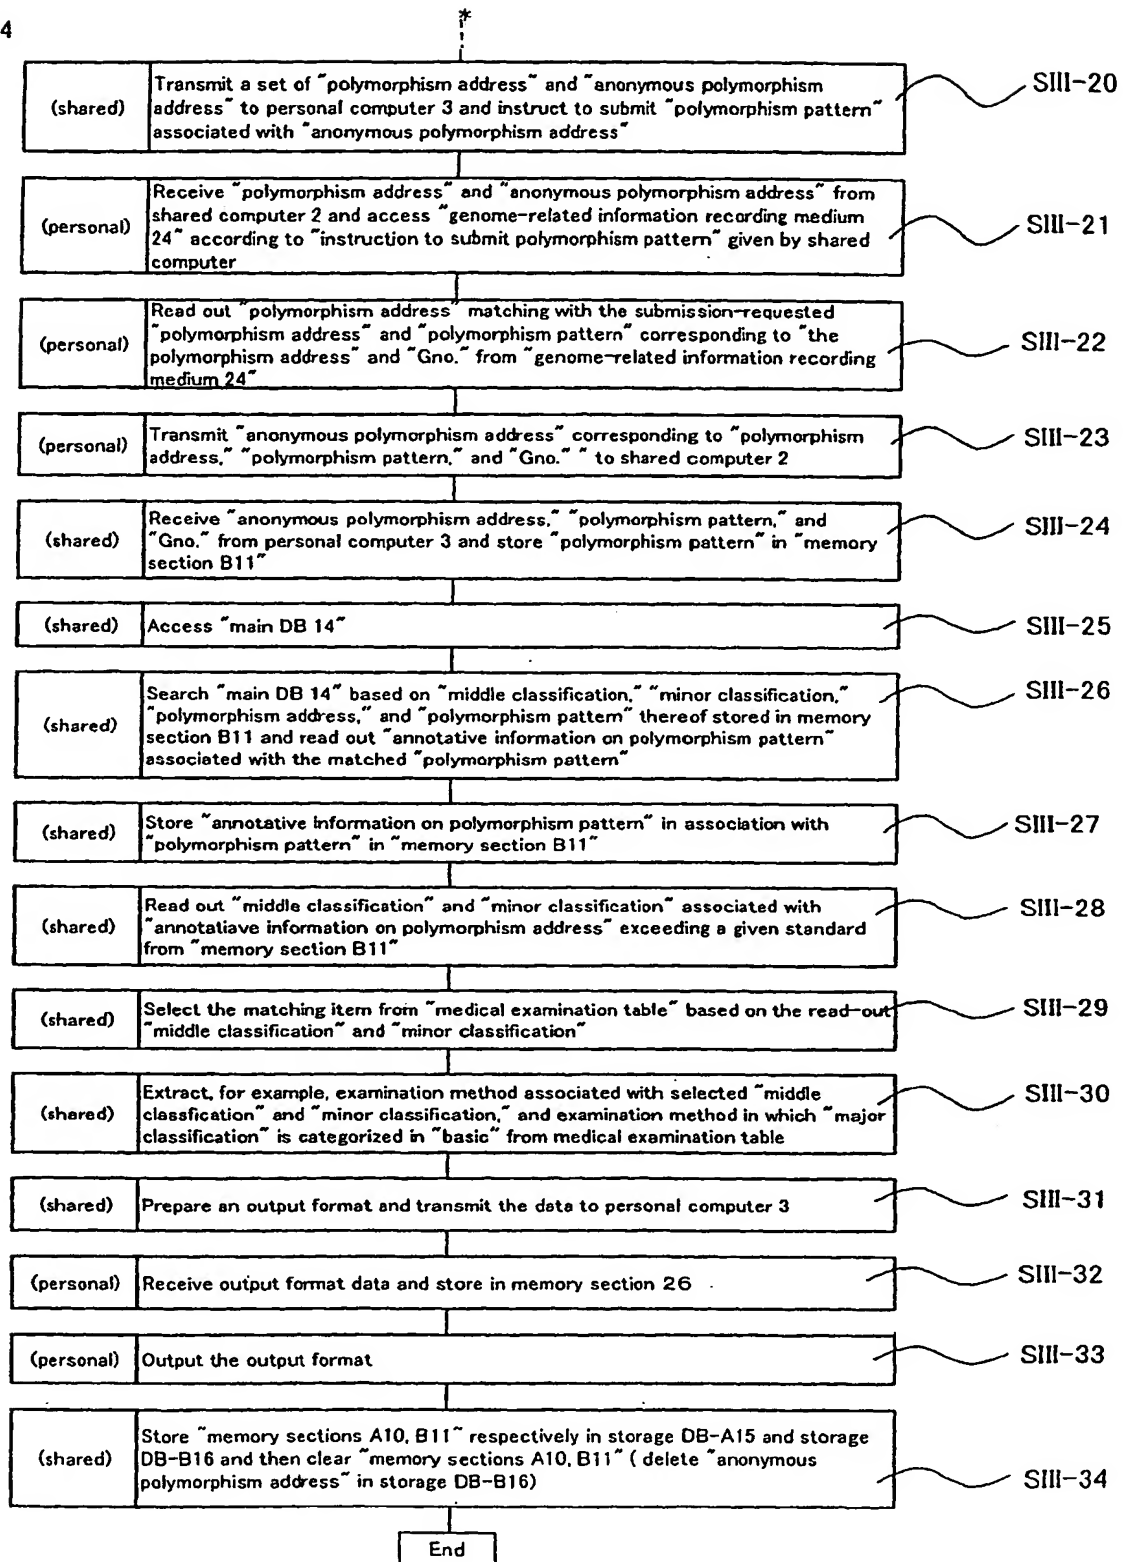 4
*
(shared)
Transmit a set of "polymorphism address" and "anonymous polymorphism
address" to personal computer 3 and instruct to submit "polymorphism pattern"
associated with "anonymous polymorphism address"
SIII-20
(personal)
Receive "polymorphism address" and "anonymous polymorphism address" from
shared computer 2 and access "genome-related information recording medium
24" according to "instruction to submit polymorphism pattern" given by shared
computer
SIII-21
(personal)
Read out "polymorphism address" matching with the submission-requested
"polymorphism address" and "polymorphism pattern" corresponding to "the
polymorphism address" and "Gno." from "genome-related information recording
medium 24"
SIII-22
(personal)
Transmit "anonymous polymorphism address" corresponding to "polymorphism
address," "polymorphism pattern," and "Gno." " to shared computer 2
SIII-23
(shared)
Receive "anonymous polymorphism address," "polymorphism pattern," and
"Gno." from personal computer 3 and store "polymorphism pattern" in "memory
section B11"
SIII-24
(shared)
Access "main DB 14"
SIII-25
(shared)
Search "main DB 14" based on "middle classification," "minor classification,"
"polymorphism address," and "polymorphism pattern" thereof stored in memory
section B11 and read out "annotative information on polymorphism pattern"
associated with the matched "polymorphism pattern"
SIII-26
(shared)
Store "annotative information on polymorphism pattern" in association with
"polymorphism pattern" in "memory section B11"
SIII-27
(shared)
Read out "middle classification" and "minor classification" associated with
"annotatiave information on polymorphism address" exceeding a given standard
from "memory section B11"
SIII-28
(shared)
Select the matching item from "medical examination table" based on the read-out
"middle classification" and "minor classification"
SIII-29
(shared)
Extract, for example, examination method associated with selected "middle
classfication" and "minor classification," and examination method in which "major
classification" is categorized in "basic" from medical examination table
SIII-30
(shared)
Prepare an output format and transmit the data to personal computer 3
SIII-31
(personal)
Receive output format data and store in memory section 26
SIII-32
(personal)
Output the output format
SIII-33
(shared)
Store "memory sections A10, B11" respectively in storage DB-A15 and storage
DB-B16 and then clear "memory sections A10, B11" ( delete "anonymous
polymorphism address" in storage DB-B16)
SIII-34
End